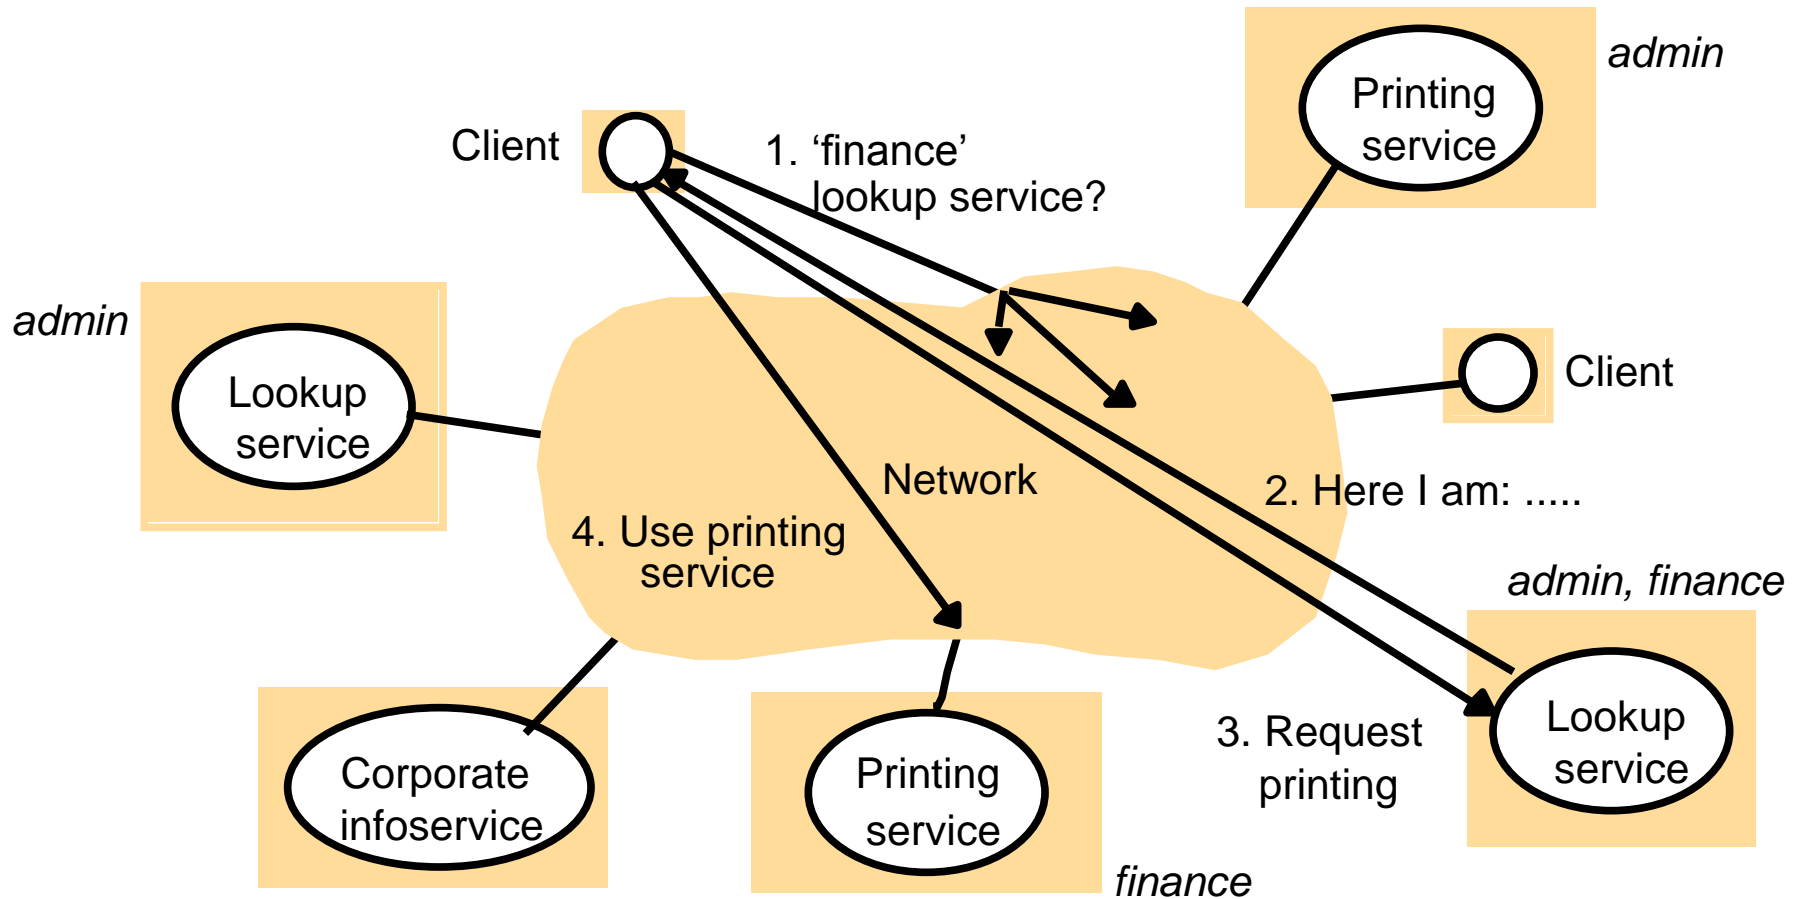 admin
Printing
service
Client
1. ‘finance’
lookup service?
admin
Lookup
service
Client
Network
2. Here I am: .....
4. Use printing
service
admin, finance
3. Request
printing
Lookup
service
Corporate
infoservice
Printing
service
finance